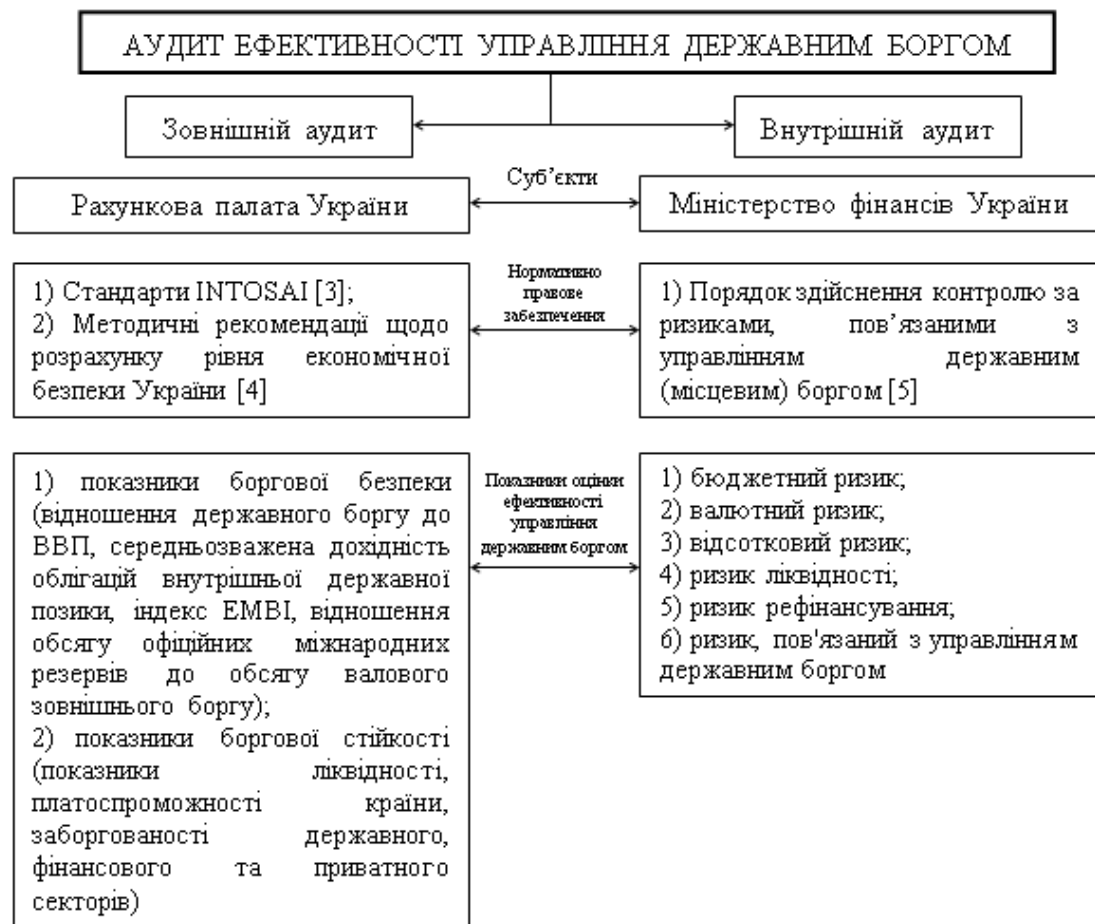 АУДИТ ЕФЕКТИВНОСТІ УПРАВЛІННЯ ДЕРЖАВНИМ БОРГОМ
Зовнішній аудит
Внутрішній аудит
Суб’єкти
Рахункова палата України
Міністерство фінансів України
1) Стандарти INTOSAI [3];
2) Методичні рекомендації щодо
розрахунку рівня економічної
безпеки України [4]
Нормативно
правове
забезпечення
1) Порядок здійснення контролю за
ризиками, пов’язаними з
управлінням державним
(місцевим) боргом [5]
1) показники боргової безпеки
(відношення державного боргу до
ВВП, середньозважена дохідність
облігацій внутрішньої державної
позики, індекс EMBI, відношення
обсягу офіційних міжнародних
резервів до обсягу валового
зовнішнього боргу);
2) показники боргової стійкості
(показники ліквідності,
платоспроможності країни,
заборгованості державного,
фінансового та приватного
секторів)
Показники оцінки
ефективності
управління
державним боргом
1) бюджетний ризик;
2) валютний ризик;
3) відсотковий ризик;
4) ризик ліквідності;
5) ризик рефінансування;
6) ризик, пов'язаний з управлінням
державним боргом